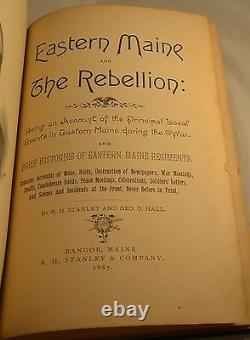 Eastern Maine
AND
The Rebellion:
Being an Account of the Principal Local
Events in Eastern Maine during the War.
AND
BRIEF HISTORIES OF EASTERN MAINE REGIMENTS.
Accounts of Mobs, Riots, Destruction of Newspapers, War Meetings,
Drafts, Confederate Raids; Peace Meetings, Celebrations, Soldiers' Letters,
And Scenes and Incidents at the Front, Never Before in Print.
BY R. H. STANLEY AND GEO. O. HALL.
BANGOR, MAINE:
R. H. STANLEY & COMPANY.
1887.